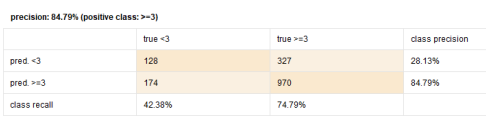 precision: 84.79% (positive class: >=3)
true <3 true >=3 class precision
pred. <3 128 327 28.13%
pred. >=3 174 970 84.79%
class recall 42.38% 74.79%